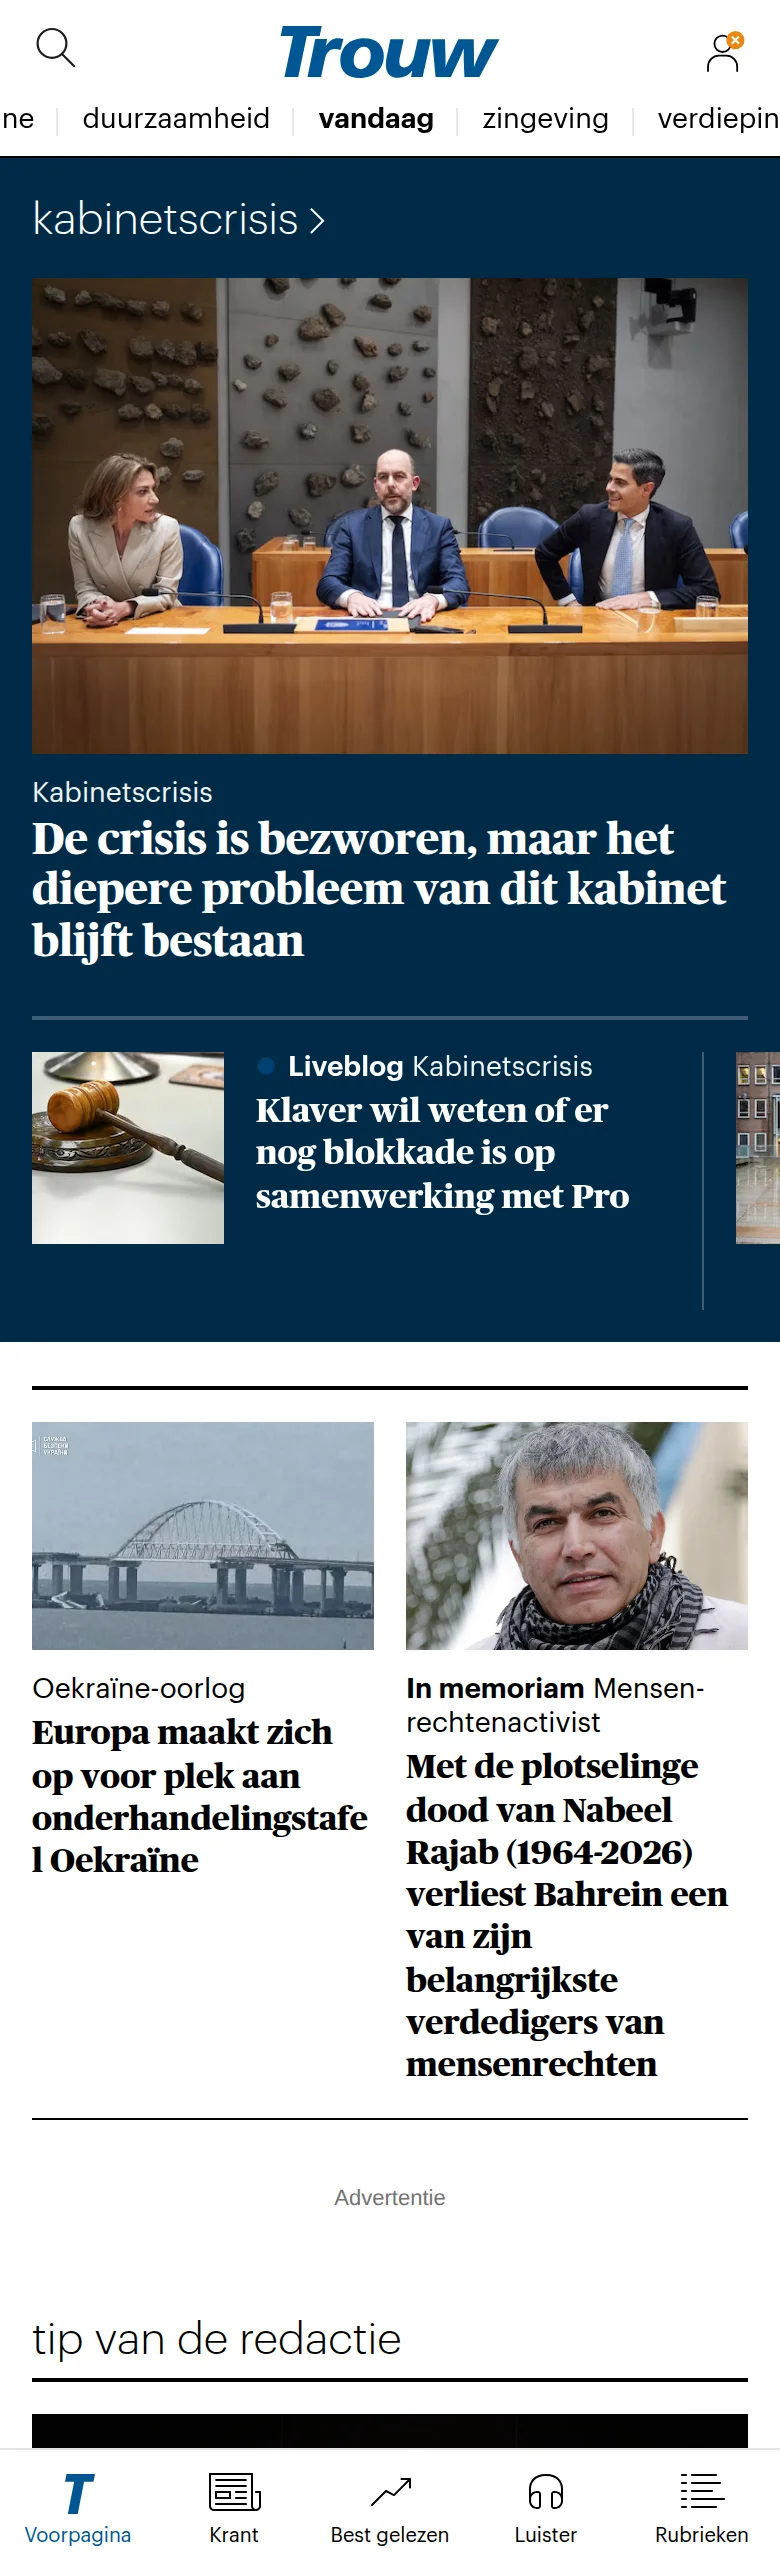 Trouw
ne
duurzaamheid
vandaag
zingeving
verdiepin
kabinetscrisis
Kabinetscrisis
De crisis is bezworen, maar het
diepere probleem van dit kabinet
blijft bestaan
Liveblog Kabinetscrisis
Klaver wil weten of er
nog blokkade is op
samenwerking met Pro
СЛУЖБА
БЕЗПЕКИ
УКРАЇНИ
Oekraïne-oorlog
Europa maakt zich
op voor plek aan
onderhandelingstafe
l Oekraïne
In memoriam Mensen-
rechtenactivist
Met de plotselinge
dood van Nabeel
Rajab (1964-2026)
verliest Bahrein een
van zijn
belangrijkste
verdedigers van
mensenrechten
Advertentie
tip van de redactie
T
Voorpagina
Krant
Best gelezen
Luister
Rubrieken